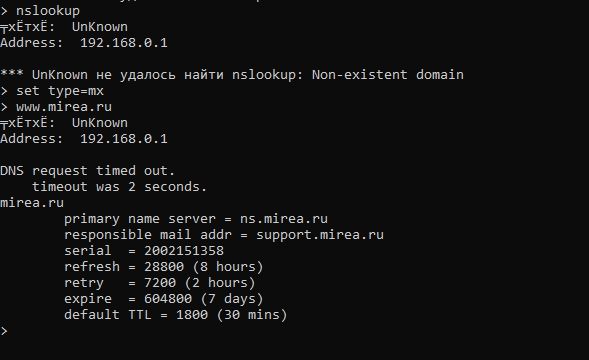 > nslookup
╤хЁтхЁ:  UnKnown
Address:  192.168.0.1

*** UnKnown не удалось найти nslookup: Non-existent domain
> set type=mx
> www.mirea.ru
╤хЁтхЁ:  UnKnown
Address:  192.168.0.1

DNS request timed out.
    timeout was 2 seconds.
mirea.ru
        primary name server = ns.mirea.ru
        responsible mail addr = support.mirea.ru
        serial  = 2002151358
        refresh = 28800 (8 hours)
        retry   = 7200 (2 hours)
        expire  = 604800 (7 days)
        default TTL = 1800 (30 mins)
>